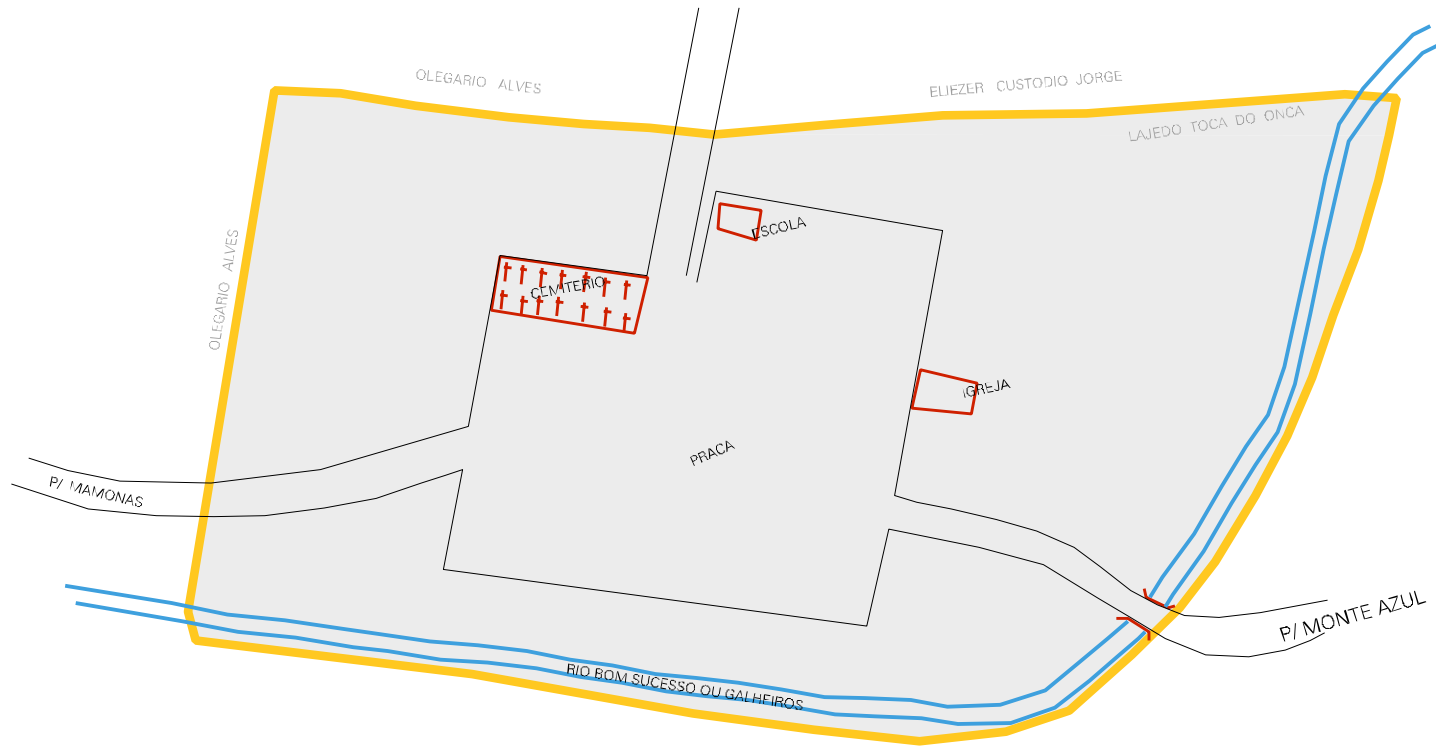 OLEGARIO ALVES
ELIEZER CUSTODIO JORGE
LAJEDO TOCA DO ONCA
OLEGARIO ALVES
ESCOLA
CEMITERIO
IGREJA
PRACA
P/ MAMONAS
P/ MONTE AZUL
RIO BOM SUCESSO OU GALHEIROS